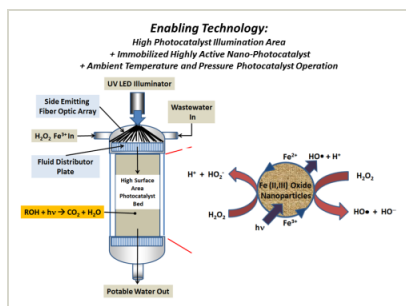 Enabling Technology:
High Photocatalyst Illumination Area
+ Immobilized Highly Active Nano-Photocatalyst
+ Ambient Temperature and Pressure Photocatalyst Operation
UV LED Illuminator
Side Emitting
Fiber Optic Array
Wastewater
In
H₂O₂ Fe³⁺ In
Fluid Distributor
Plate
High Surface
Area
Photocatalyst
Bed
ROH + hν → CO₂ + H₂O
Potable Water Out
Fe²⁺
HO• + H⁺
H⁺ + HO₂·
Fe (II,III) Oxide
Nanoparticles
H₂O₂
H₂O₂
hν
Fe³⁺
HO• + HO⁻